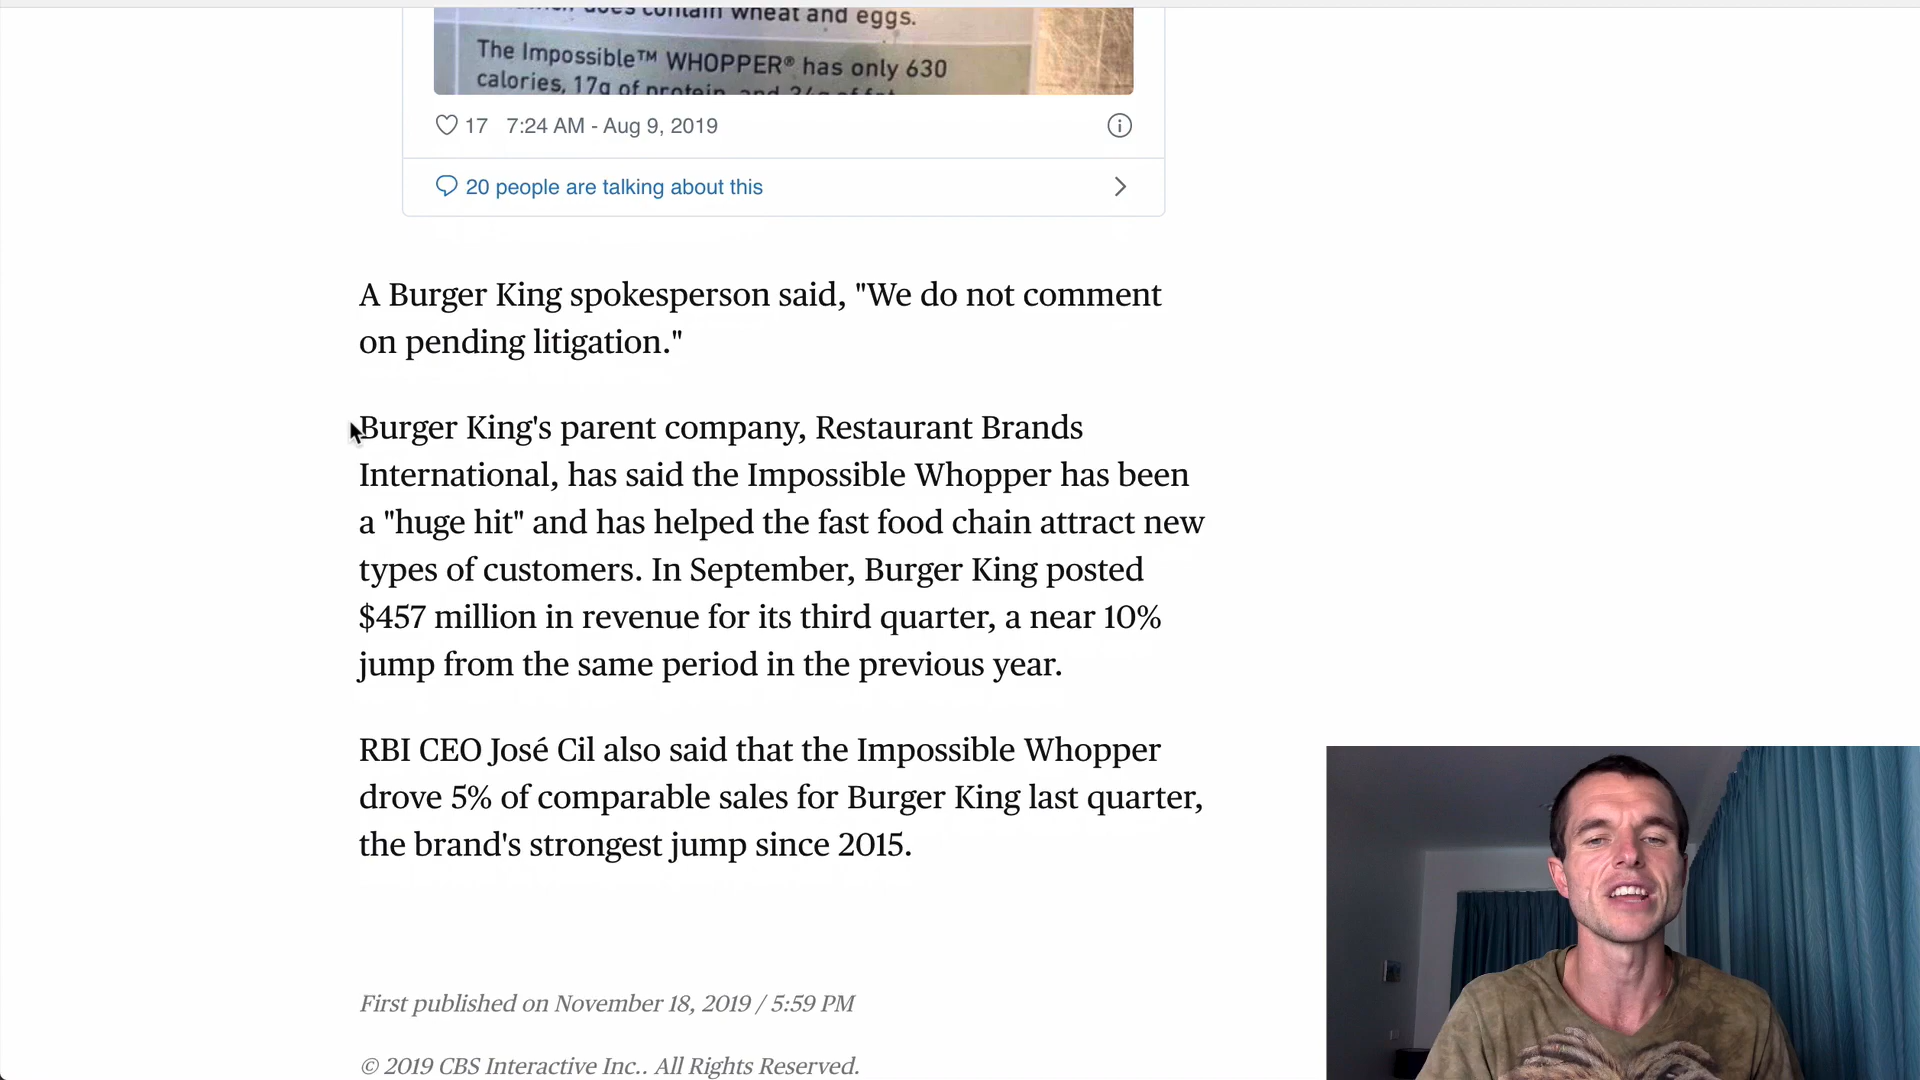 does contain wheat and eggs.
The Impossible™ WHOPPER® has only 630
calories, 17g of protein, and 34g of fat
17 7:24 AM - Aug 9, 2019
20 people are talking about this
A Burger King spokesperson said, "We do not comment
on pending litigation."
Burger King's parent company, Restaurant Brands
International, has said the Impossible Whopper has been
a "huge hit" and has helped the fast food chain attract new
types of customers. In September, Burger King posted
$457 million in revenue for its third quarter, a near 10%
jump from the same period in the previous year.
RBI CEO José Cil also said that the Impossible Whopper
drove 5% of comparable sales for Burger King last quarter,
the brand's strongest jump since 2015.
First published on November 18, 2019 / 5:59 PM
© 2019 CBS Interactive Inc.. All Rights Reserved.